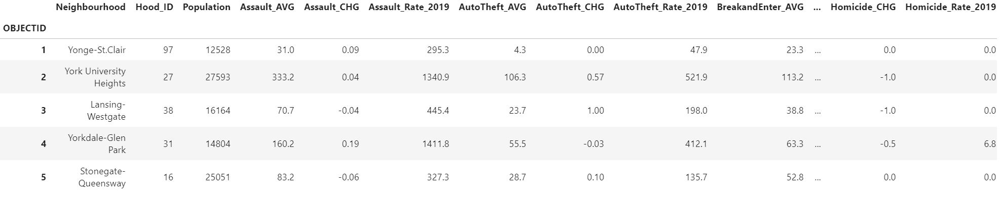 Neighbourhood Hood_ID Population Assault_AVG Assault_CHG Assault_Rate_2019 AutoTheft_AVG AutoTheft_CHG AutoTheft_Rate_2019 BreakandEnter_AVG ... Homicide_CHG Homicide_Rate_2019
OBJECTID
1 Yonge-St.Clair 97 12528 31.0 0.09 295.3 4.3 0.00 47.9 23.3 ... 0.0 0.0
2 York University
Heights 27 27593 333.2 0.04 1340.9 106.3 0.57 521.9 113.2 ... -1.0 0.0
3 Lansing-
Westgate 38 16164 70.7 -0.04 445.4 23.7 1.00 198.0 38.8 ... -1.0 0.0
4 Yorkdale-Glen
Park 31 14804 160.2 0.19 1411.8 55.5 -0.03 412.1 63.3 ... -0.5 6.8
5 Stonegate-
Queensway 16 25051 83.2 -0.06 327.3 28.7 0.10 135.7 52.8 ... 0.0 0.0